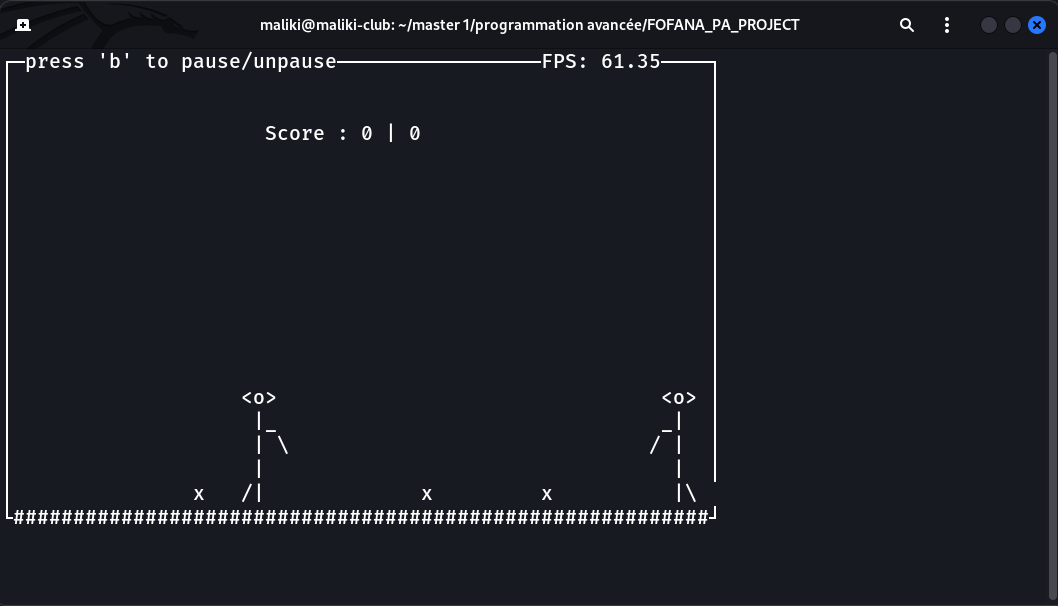 maliki@maliki-club: ~/master 1/programmation avancée/FOFANA_PA_PROJECT
press 'b' to pause/unpause FPS: 61.35
Score : 0 | 0
<o> <o>
|_ _|
| \ / |
| |
x /| x x |\
##########################################################